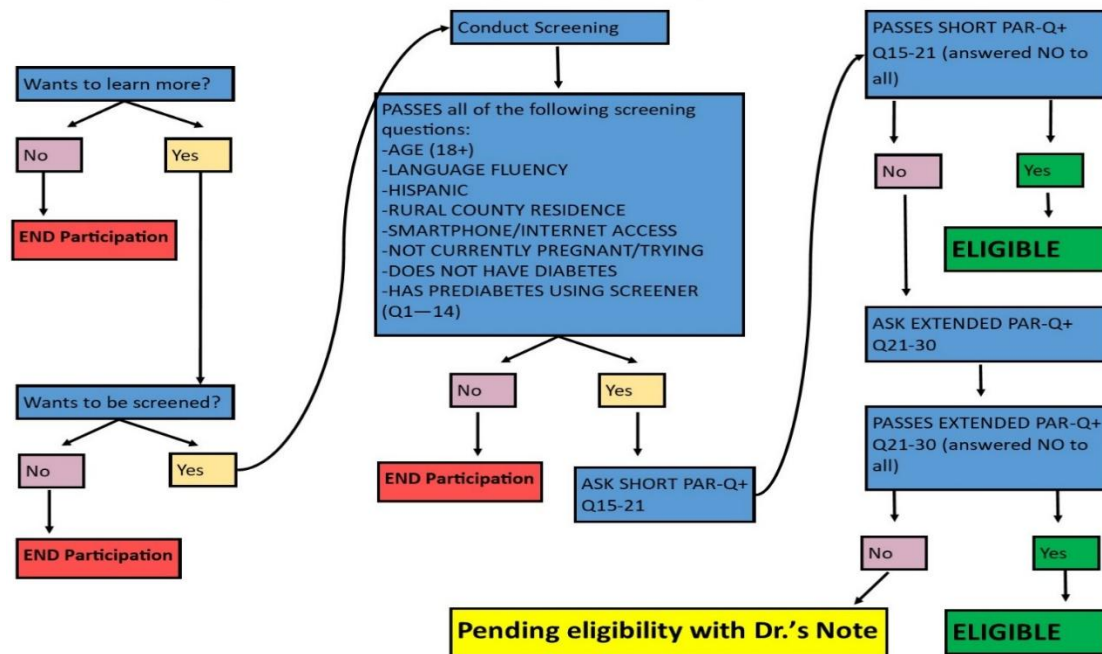 Wants to learn more?
No
Yes
END Participation
Wants to be screened?
No
Yes
END Participation
Conduct Screening
PASSES all of the following screening
questions:
-AGE (18+)
-LANGUAGE FLUENCY
-HISPANIC
-RURAL COUNTY RESIDENCE
-SMARTPHONE/INTERNET ACCESS
-NOT CURRENTLY PREGNANT/TRYING
-DOES NOT HAVE DIABETES
-HAS PREDIABETES USING SCREENER
(Q1—14)
No
Yes
END Participation
ASK SHORT PAR-Q+
Q15-21
PASSES SHORT PAR-Q+
Q15-21 (answered NO to
all)
No
Yes
ELIGIBLE
ASK EXTENDED PAR-Q+
Q21-30
PASSES EXTENDED PAR-Q+
Q21-30 (answered NO to
all)
No
Yes
Pending eligibility with Dr.’s Note
ELIGIBLE